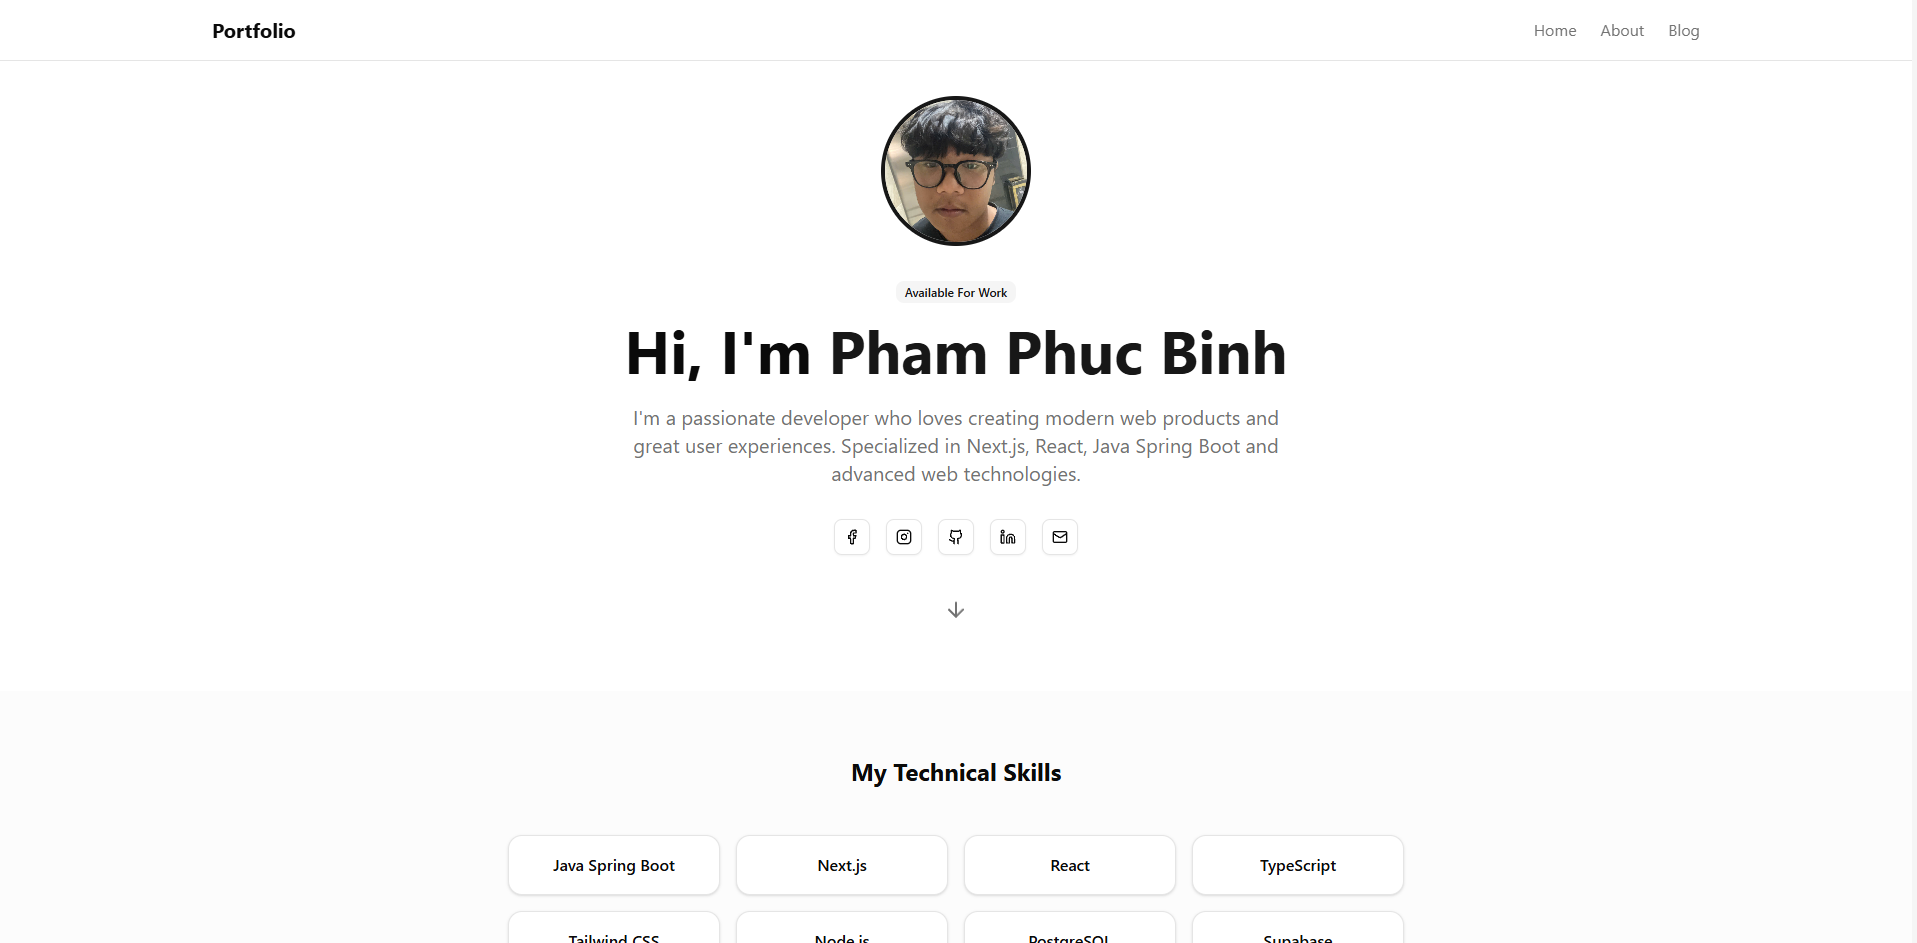 Portfolio
Home About Blog
Available For Work
Hi, I'm Pham Phuc Binh
I'm a passionate developer who loves creating modern web products and
great user experiences. Specialized in Next.js, React, Java Spring Boot and
advanced web technologies.
My Technical Skills
Java Spring Boot Next.js React TypeScript
Tailwind CSS Node.js PostgreSQL Supabase